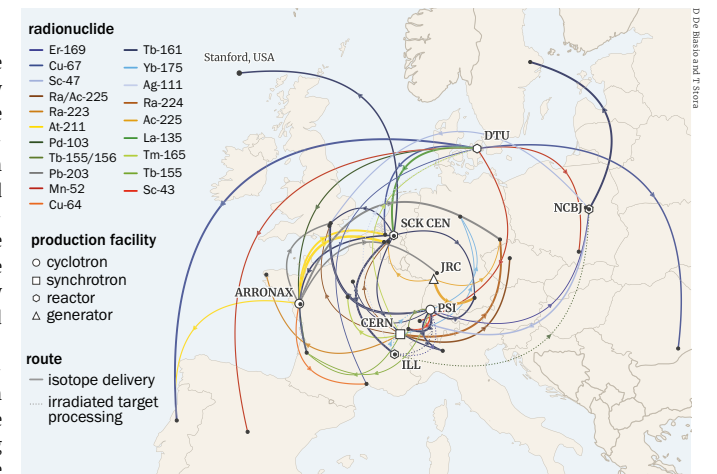 radionuclide
Er-169
Cu-67
Sc-47
Ra/Ac-225
Ra-223
At-211
Pd-103
Tb-155/156
Pb-203
Mn-52
Cu-64
Tb-161
Yb-175
Ag-111
Ra-224
Ac-225
La-135
Tm-165
Tb-155
Sc-43
production facility
cyclotron
synchrotron
reactor
generator
route
isotope delivery
irradiated target
processing
Stanford, USA
DTU
NCBJ
SCK CEN
JRC
ARRONAX
PSI
CERN
ILL
D De Biasio and T Stora